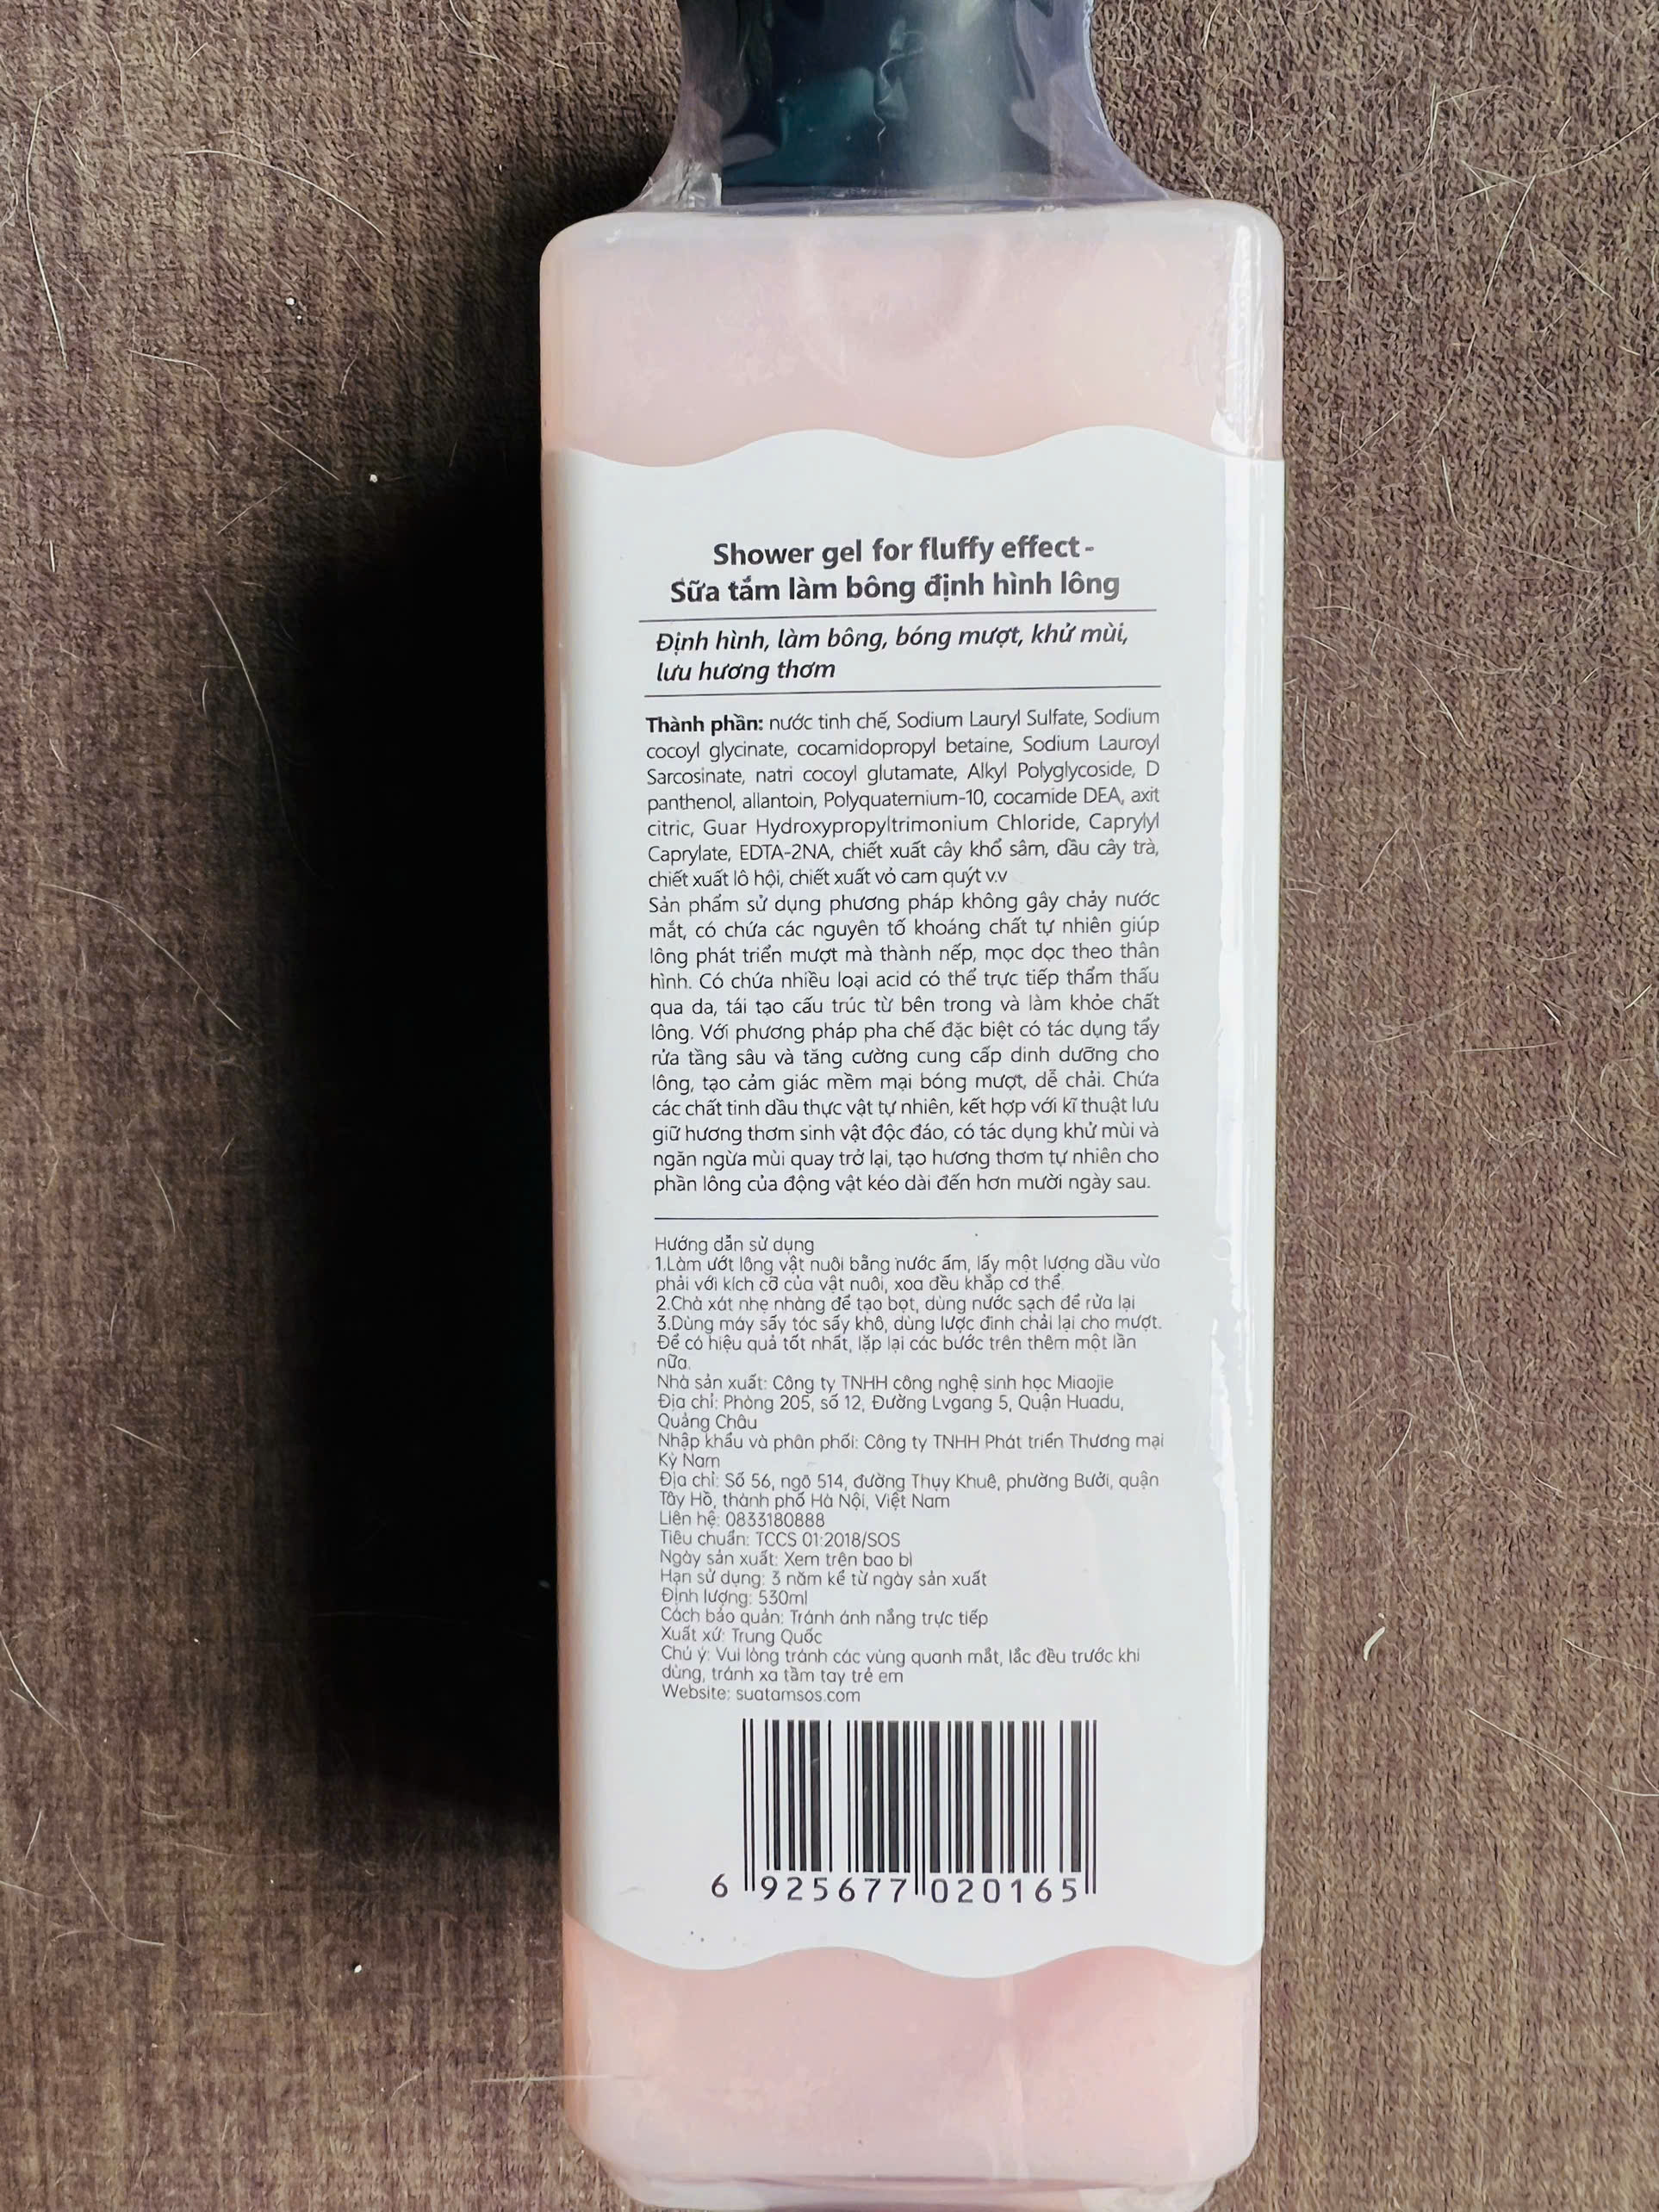 Shower gel for fluffy effect -
Sữa tắm làm bông định hình lông
Định hình, làm bông, bóng mượt, khử mùi,
lưu hương thơm
Thành phần: nước tinh chế, Sodium Lauryl Sulfate, Sodium
cocoyl glycinate, cocamidopropyl betaine, Sodium Lauroyl
Sarcosinate, natri cocoyl glutamate, Alkyl Polyglycoside, D
panthenol, allantoin, Polyquaternium-10, cocamide DEA, axit
citric, Guar Hydroxypropyltrimonium Chloride, Caprylyl
Caprylate, EDTA-2NA, chiết xuất cây khổ sâm, dầu cây trà,
chiết xuất lô hội, chiết xuất vỏ cam quýt v.v
Sản phẩm sử dụng phương pháp không gây chảy nước
mắt, có chứa các nguyên tố khoáng chất tự nhiên giúp
lông phát triển mượt mà thành nếp, mọc dọc theo thân
hình. Có chứa nhiều loại acid có thể trực tiếp thẩm thấu
qua da, tái tạo cấu trúc từ bên trong và làm khỏe chất
lông. Với phương pháp pha chế đặc biệt có tác dụng tẩy
rửa tầng sâu và tăng cường cung cấp dinh dưỡng cho
lông, tạo cảm giác mềm mại bóng mượt, dễ chải. Chứa
các chất tinh dầu thực vật tự nhiên, kết hợp với kĩ thuật lưu
giữ hương thơm sinh vật độc đáo, có tác dụng khử mùi và
ngăn ngừa mùi quay trở lại, tạo hương thơm tự nhiên cho
phần lông của động vật kéo dài đến hơn mười ngày sau.
Hướng dẫn sử dụng
1.Làm ướt lông vật nuôi bằng nước ấm, lấy một lượng dầu vừa
phải với kích cỡ của vật nuôi, xoa đều khắp cơ thể.
2.Chà xát nhẹ nhàng để tạo bọt, dùng nước sạch để rửa lại
3.Dùng máy sấy tóc sấy khô, dùng lược đinh chải lại cho mượt.
Để có hiệu quả tốt nhất, lặp lại các bước trên thêm một lần
nữa.
Nhà sản xuất: Công ty TNHH công nghệ sinh học Miaojie
Địa chỉ: Phòng 205, số 12, Đường Lvgang 5, Quận Huadu,
Quảng Châu
Nhập khẩu và phân phối: Công ty TNHH Phát triển Thương mại
Kỳ Nam
Địa chỉ: Số 56, ngõ 514, đường Thụy Khuê, phường Bưởi, quận
Tây Hồ, thành phố Hà Nội, Việt Nam
Liên hệ: 0833180888
Tiêu chuẩn: TCCS 01:2018/SOS
Ngày sản xuất: Xem trên bao bì
Hạn sử dụng: 3 năm kể từ ngày sản xuất
Định lượng: 530ml
Cách bảo quản: Tránh ánh nắng trực tiếp
Xuất xứ: Trung Quốc
Chú ý: Vui lòng tránh các vùng quanh mắt, lắc đều trước khi
dùng, tránh xa tầm tay trẻ em
Website: suatamsos.com
6 925677 020165